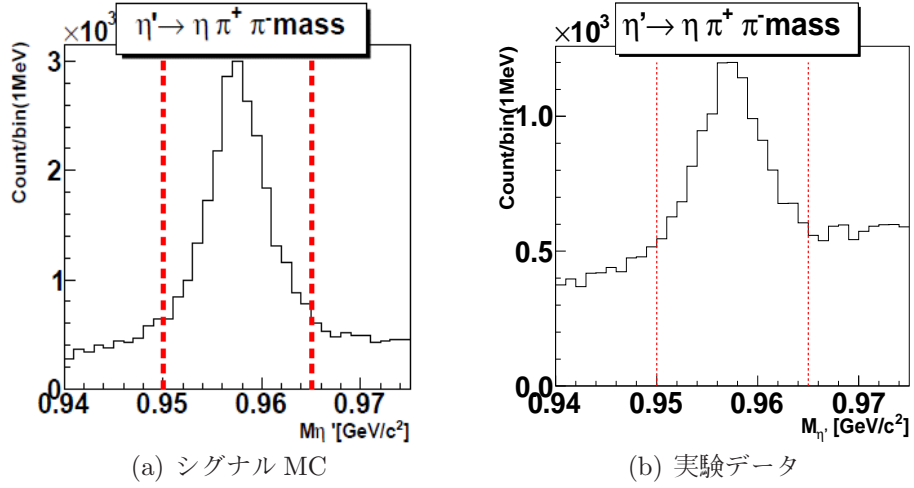 η'→ η π⁺ π⁻mass
×10³
Count/bin(1MeV)
3
2
1
0
0.94 0.95 0.96 0.97
Mη '[GeV/c²]
(a) シグナル MC
η'→ η π⁺ π⁻mass
×10³
Count/bin(1MeV)
1.0
0.5
0.0
0.94 0.95 0.96 0.97
M_η' [GeV/c²]
(b) 実験データ